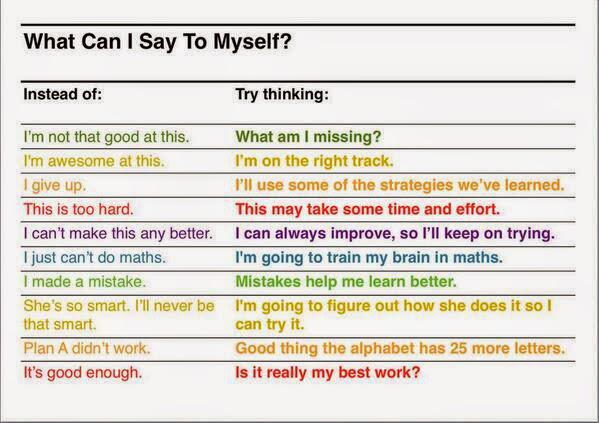 What Can I Say To Myself?
Instead of: Try thinking:
I'm not that good at this. What am I missing?
I'm awesome at this. I'm on the right track.
I give up. I'll use some of the strategies we've learned.
This is too hard. This may take some time and effort.
I can't make this any better. I can always improve, so I'll keep on trying.
I just can't do maths. I'm going to train my brain in maths.
I made a mistake. Mistakes help me learn better.
She's so smart. I'll never be I'm going to figure out how she does it so I
that smart. can try it.
Plan A didn't work. Good thing the alphabet has 25 more letters.
It's good enough. Is it really my best work?